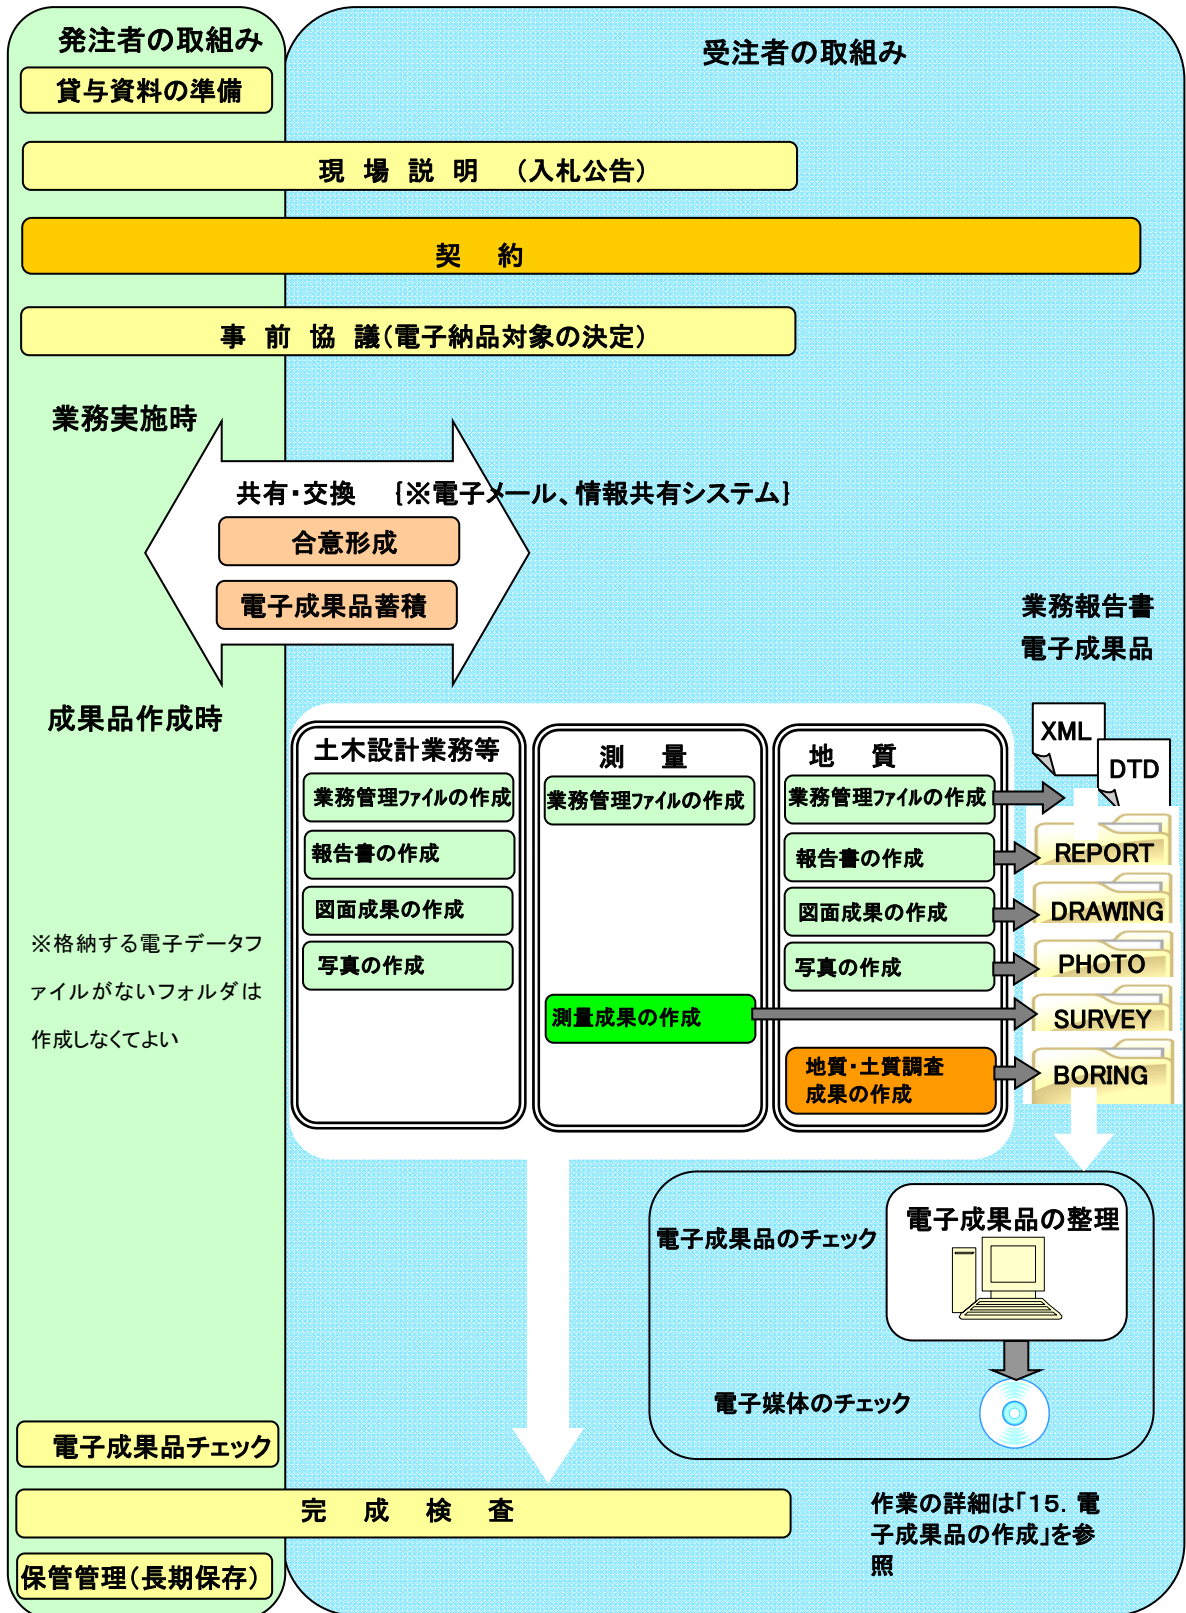 発注者の取組み
受注者の取組み
貸与資料の準備
現 場 説 明 （入札公告）
契 約
事 前 協 議（電子納品対象の決定）
業務実施時
共有・交換 ｛※電子メール、情報共有システム｝
合意形成
電子成果品蓄積
業務報告書
電子成果品
成果品作成時
土木設計業務等
業務管理ファイルの作成
報告書の作成
図面成果の作成
写真の作成
測 量
業務管理ファイルの作成
測量成果の作成
地 質
業務管理ファイルの作成
報告書の作成
図面成果の作成
写真の作成
地質・土質調査
成果の作成
XML
DTD
REPORT
DRAWING
PHOTO
SURVEY
BORING
※格納する電子データフ
ァイルがないフォルダは
作成しなくてよい
電子成果品のチェック
電子成果品の整理
電子媒体のチェック
電子成果品チェック
完 成 検 査
作業の詳細は「15．電
子成果品の作成」を参
照
保管管理（長期保存）